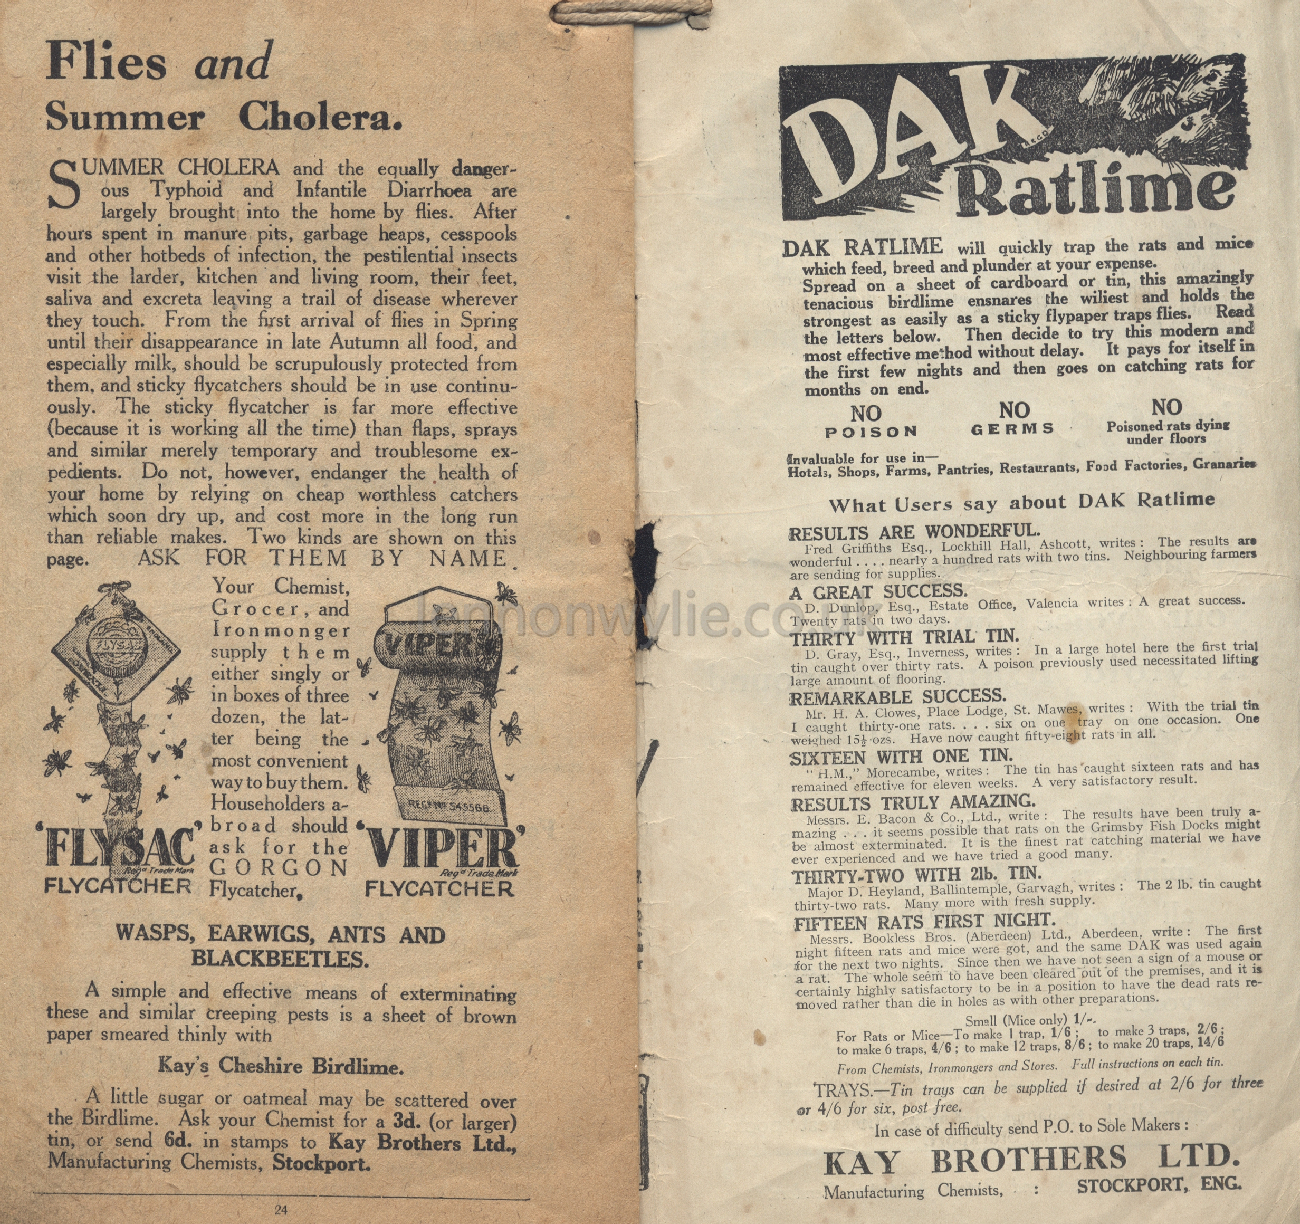 Flies and
Summer Cholera.
SUMMER CHOLERA and the equally danger-
ous Typhoid and Infantile Diarrhoea are
largely brought into the home by flies. After
hours spent in manure pits, garbage heaps, cesspools
and other hotbeds of infection, the pestilential insects
visit the larder, kitchen and living room, their feet,
saliva and excreta leaving a trail of disease wherever
they touch. From the first arrival of flies in Spring
until their disappearance in late Autumn all food, and
especially milk, should be scrupulously protected from
them, and sticky flycatchers should be in use continu-
ously. The sticky flycatcher is far more effective
(because it is working all the time) than flaps, sprays
and similar merely temporary and troublesome ex-
pedients. Do not, however, endanger the health of
your home by relying on cheap worthless catchers
which soon dry up, and cost more in the long run
than reliable makes. Two kinds are shown on this
page. ASK FOR THEM BY NAME.
Your Chemist,
Grocer, and
Ironmonger
supply them
either singly or
in boxes of three
dozen, the lat-
ter being the
most convenient
way to buy them.
Householders a-
broad should
ask for the
GORGON
Flycatcher,
FLYSAC
'FLYSAC'
Regd Trade Mark
FLYCATCHER
VIPER
REGD No 543560
'VIPER'
Regd Trade Mark
FLYCATCHER
WASPS, EARWIGS, ANTS AND
BLACKBEETLES.
A simple and effective means of exterminating
these and similar creeping pests is a sheet of brown
paper smeared thinly with
Kay's Cheshire Birdlime.
A little sugar or oatmeal may be scattered over
the Birdlime. Ask your Chemist for a 3d. (or larger)
tin, or send 6d. in stamps to Kay Brothers Ltd.,
Manufacturing Chemists, Stockport.
24
DAK
REGD
Ratlime
DAK RATLIME will quickly trap the rats and mice
which feed, breed and plunder at your expense.
Spread on a sheet of cardboard or tin, this amazingly
tenacious birdlime ensnares the wiliest and holds the
strongest as easily as a sticky flypaper traps flies. Read
the letters below. Then decide to try this modern and
most effective method without delay. It pays for itself in
the first few nights and then goes on catching rats for
months on end.
NO
POISON
NO
GERMS
NO
Poisoned rats dying
under floors
Invaluable for use in—
Hotels, Shops, Farms, Pantries, Restaurants, Food Factories, Granaries
What Users say about DAK Ratlime
RESULTS ARE WONDERFUL.
Fred Griffiths Esq., Lockhill Hall, Ashcott, writes: The results are
wonderful . . . . nearly a hundred rats with two tins. Neighbouring farmers
are sending for supplies.
A GREAT SUCCESS.
D. Dunlop, Esq., Estate Office, Valencia writes: A great success.
Twenty rats in two days.
THIRTY WITH TRIAL TIN.
D. Gray, Esq., Inverness, writes: In a large hotel here the first trial
tin caught over thirty rats. A poison previously used necessitated lifting
large amount of flooring.
REMARKABLE SUCCESS.
Mr. H. A. Clowes, Place Lodge, St. Mawes, writes: With the trial tin
I caught thirty-one rats. . . . six on one tray on one occasion. One
weighed 15½ ozs. Have now caught fifty-eight rats in all.
SIXTEEN WITH ONE TIN.
"H.M.," Morecambe, writes: The tin has caught sixteen rats and has
remained effective for eleven weeks. A very satisfactory result.
RESULTS TRULY AMAZING.
Messrs. E. Bacon & Co., Ltd., write: The results have been truly a-
mazing . . . it seems possible that rats on the Grimsby Fish Docks might
be almost exterminated. It is the finest rat catching material we have
ever experienced and we have tried a good many.
THIRTY-TWO WITH 2lb. TIN.
Major D. Heyland, Ballintemple, Garvagh, writes: The 2 lb. tin caught
thirty-two rats. Many more with fresh supply.
FIFTEEN RATS FIRST NIGHT.
Messrs. Bookless Bros. (Aberdeen) Ltd., Aberdeen, write: The first
night fifteen rats and mice were got, and the same DAK was used again
for the next two nights. Since then we have not seen a sign of a mouse or
a rat. The whole seem to have been cleared out of the premises, and it is
certainly highly satisfactory to be in a position to have the dead rats re-
moved rather than die in holes as with other preparations.
Small (Mice only) 1/-.
For Rats or Mice—To make 1 trap, 1/6; to make 3 traps, 2/6;
to make 6 traps, 4/6; to make 12 traps, 8/6; to make 20 traps, 14/6
From Chemists, Ironmongers and Stores. Full instructions on each tin.
TRAYS.—Tin trays can be supplied if desired at 2/6 for three
or 4/6 for six, post free.
In case of difficulty send P.O. to Sole Makers:
KAY BROTHERS LTD.
Manufacturing Chemists, : STOCKPORT, ENG.